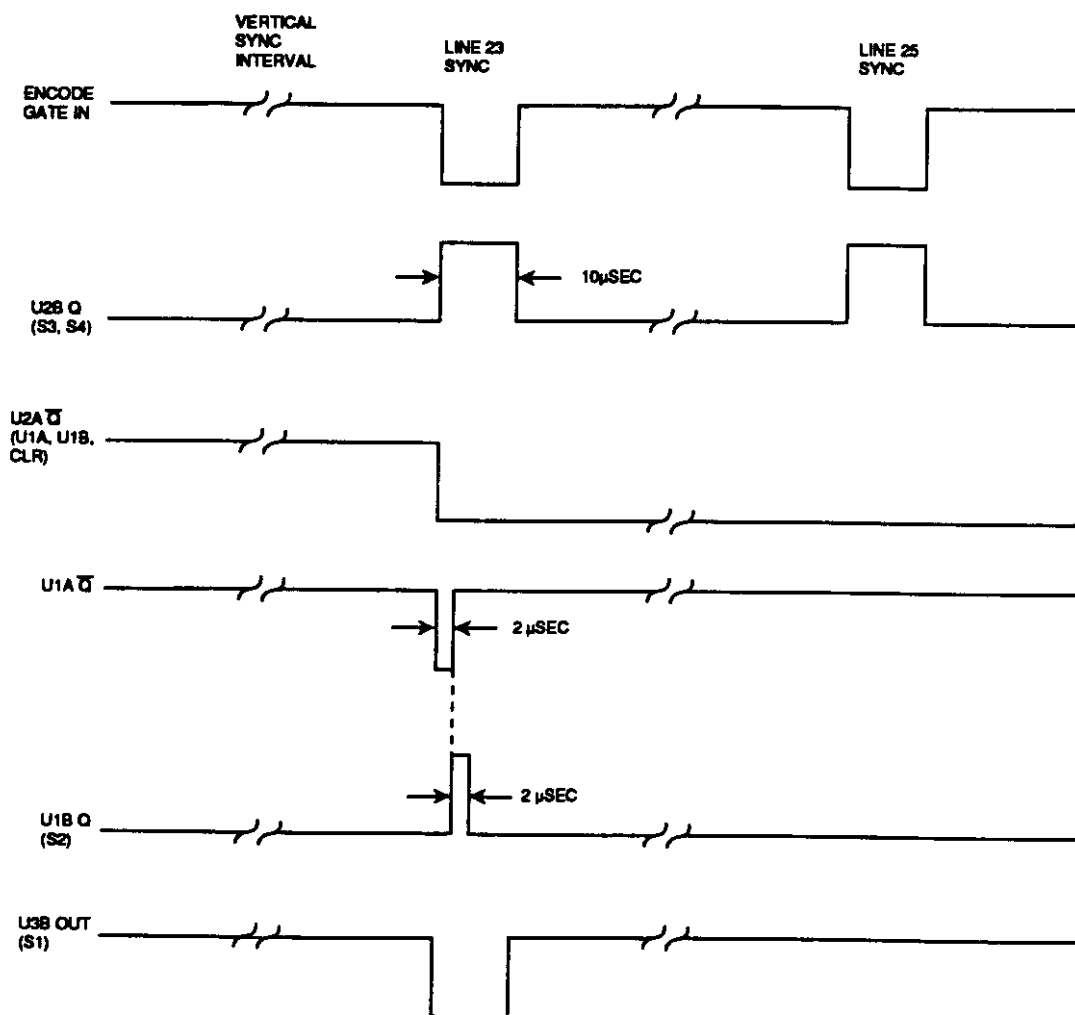 VERTICAL
SYNC
INTERVAL
LINE 23
SYNC
LINE 25
SYNC
ENCODE
GATE IN
10µSEC
U2B Q
(S3, S4)
U2A Q̅
(U1A, U1B,
CLR)
U1A Q̅
2 µSEC
2 µSEC
U1B Q
(S2)
U3B OUT
(S1)